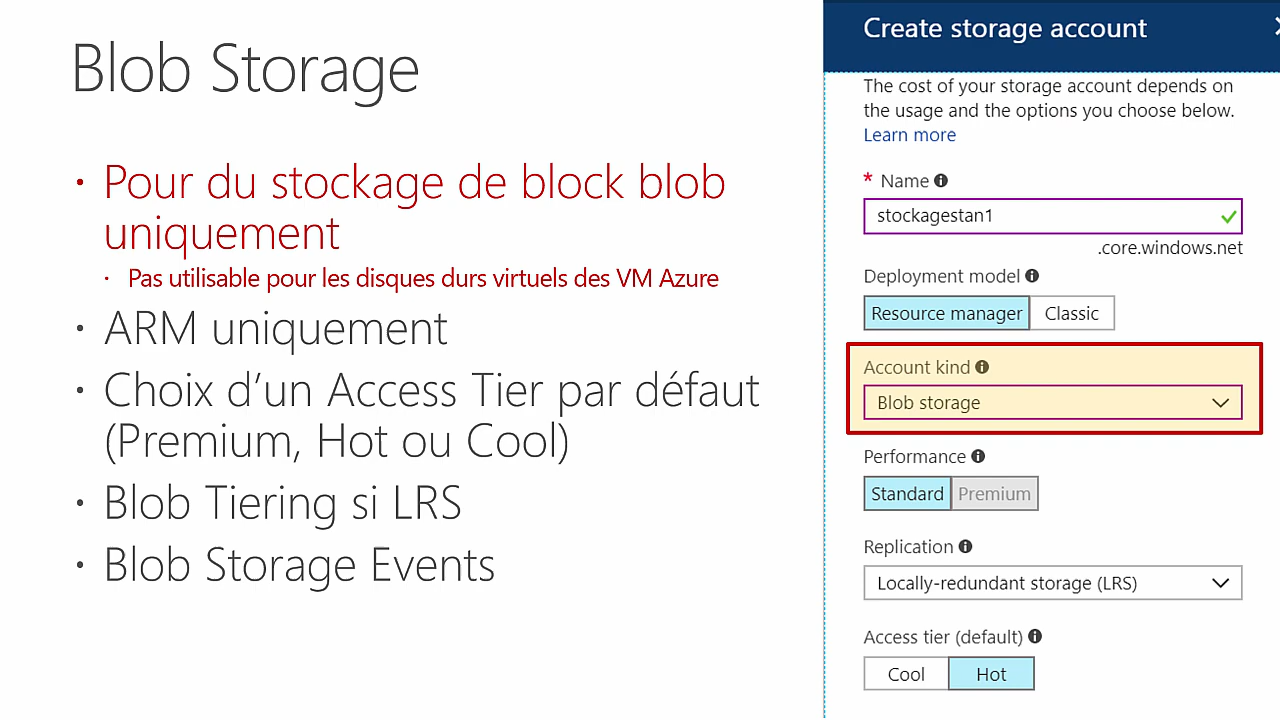 Blob Storage
• Pour du stockage de block blob
uniquement
• Pas utilisable pour les disques durs virtuels des VM Azure
• ARM uniquement
• Choix d’un Access Tier par défaut
(Premium, Hot ou Cool)
• Blob Tiering si LRS
• Blob Storage Events
Create storage account
The cost of your storage account depends on
the usage and the options you choose below.
Learn more
* Name
stockagestan1
.core.windows.net
Deployment model
Resource manager Classic
Account kind
Blob storage
Performance
Standard Premium
Replication
Locally-redundant storage (LRS)
Access tier (default)
Cool Hot